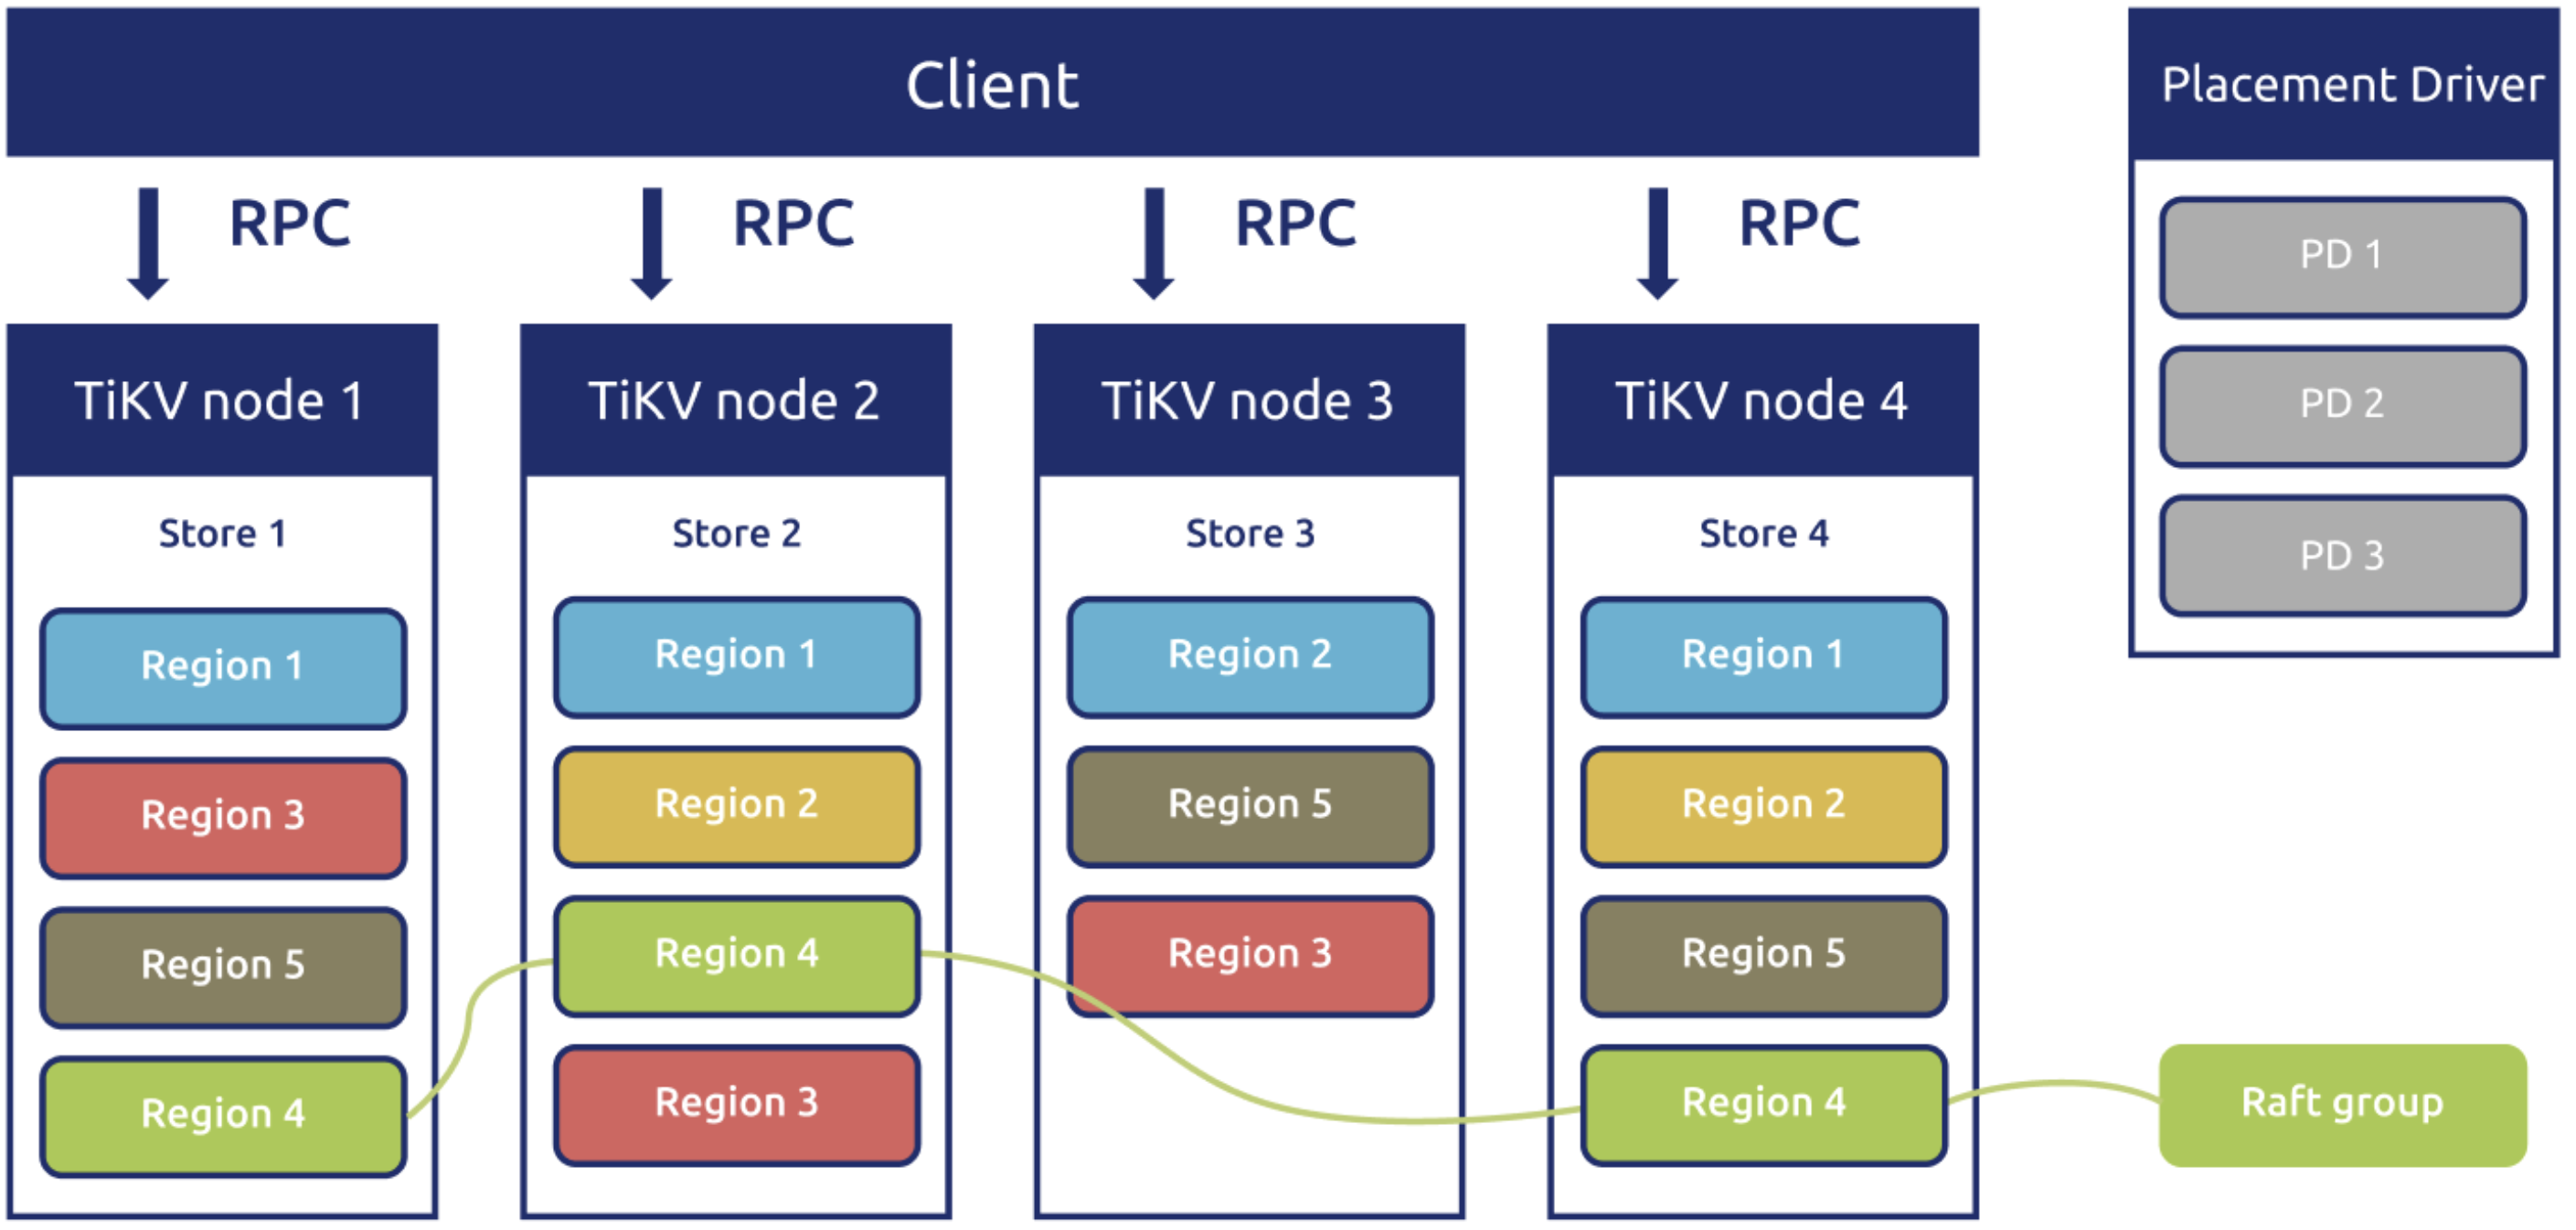 Client
Placement Driver
PD 1
PD 2
PD 3
RPC
RPC
RPC
RPC
TiKV node 1
Store 1
Region 1
Region 3
Region 5
Region 4
TiKV node 2
Store 2
Region 1
Region 2
Region 4
Region 3
TiKV node 3
Store 3
Region 2
Region 5
Region 3
TiKV node 4
Store 4
Region 1
Region 2
Region 5
Region 4
Raft group